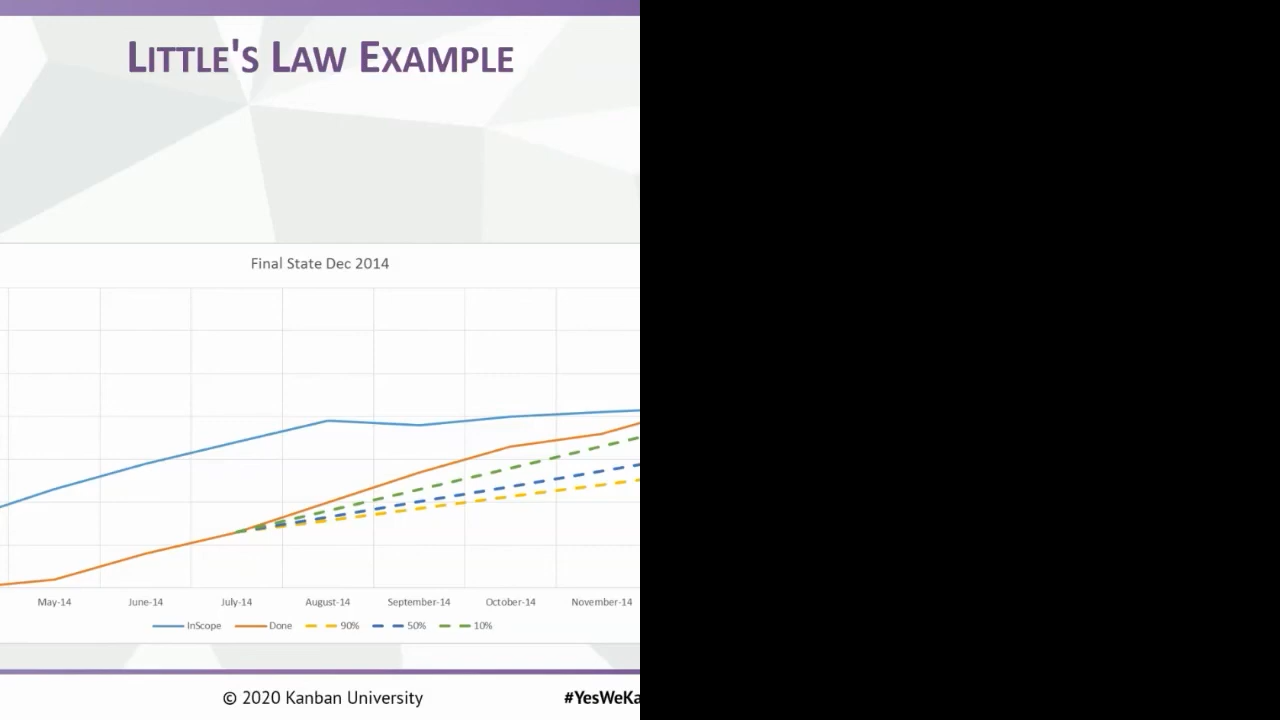 LITTLE'S LAW EXAMPLE
Final State Dec 2014
May-14 June-14 July-14 August-14 September-14 October-14 November-14
InScope Done 90% 50% 10%
© 2020 Kanban University #YesWeKa